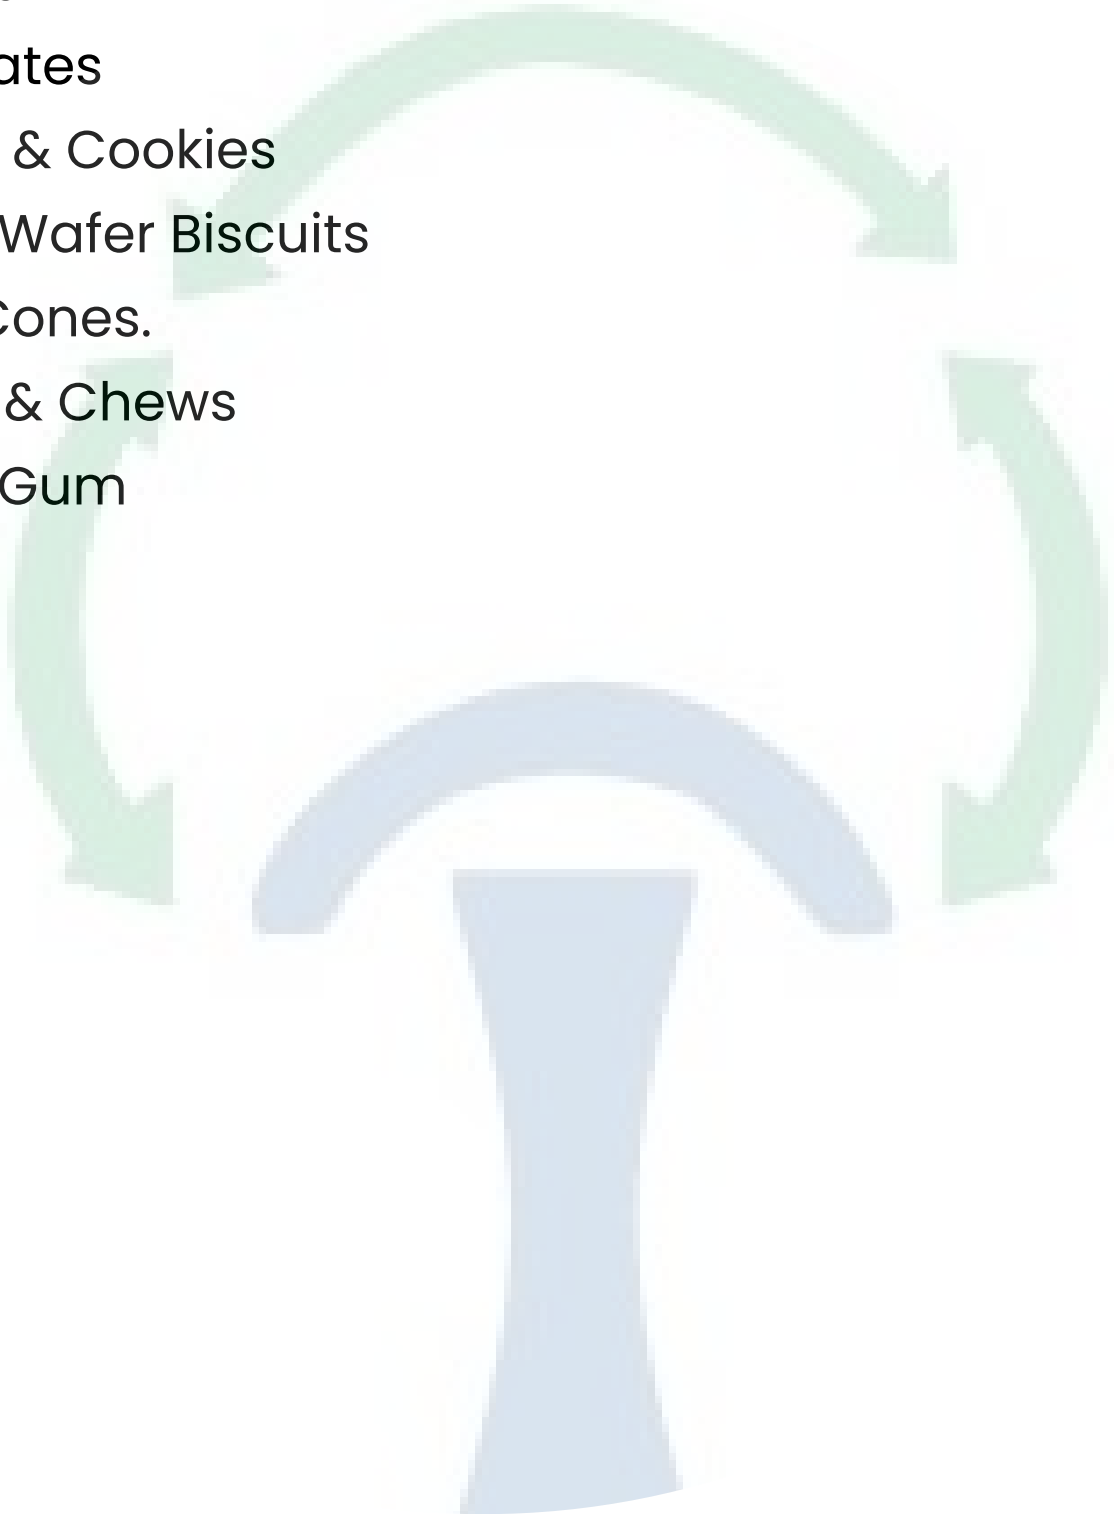 ates
& Cookies
Wafer Biscuits
Cones.
& Chews
Gum